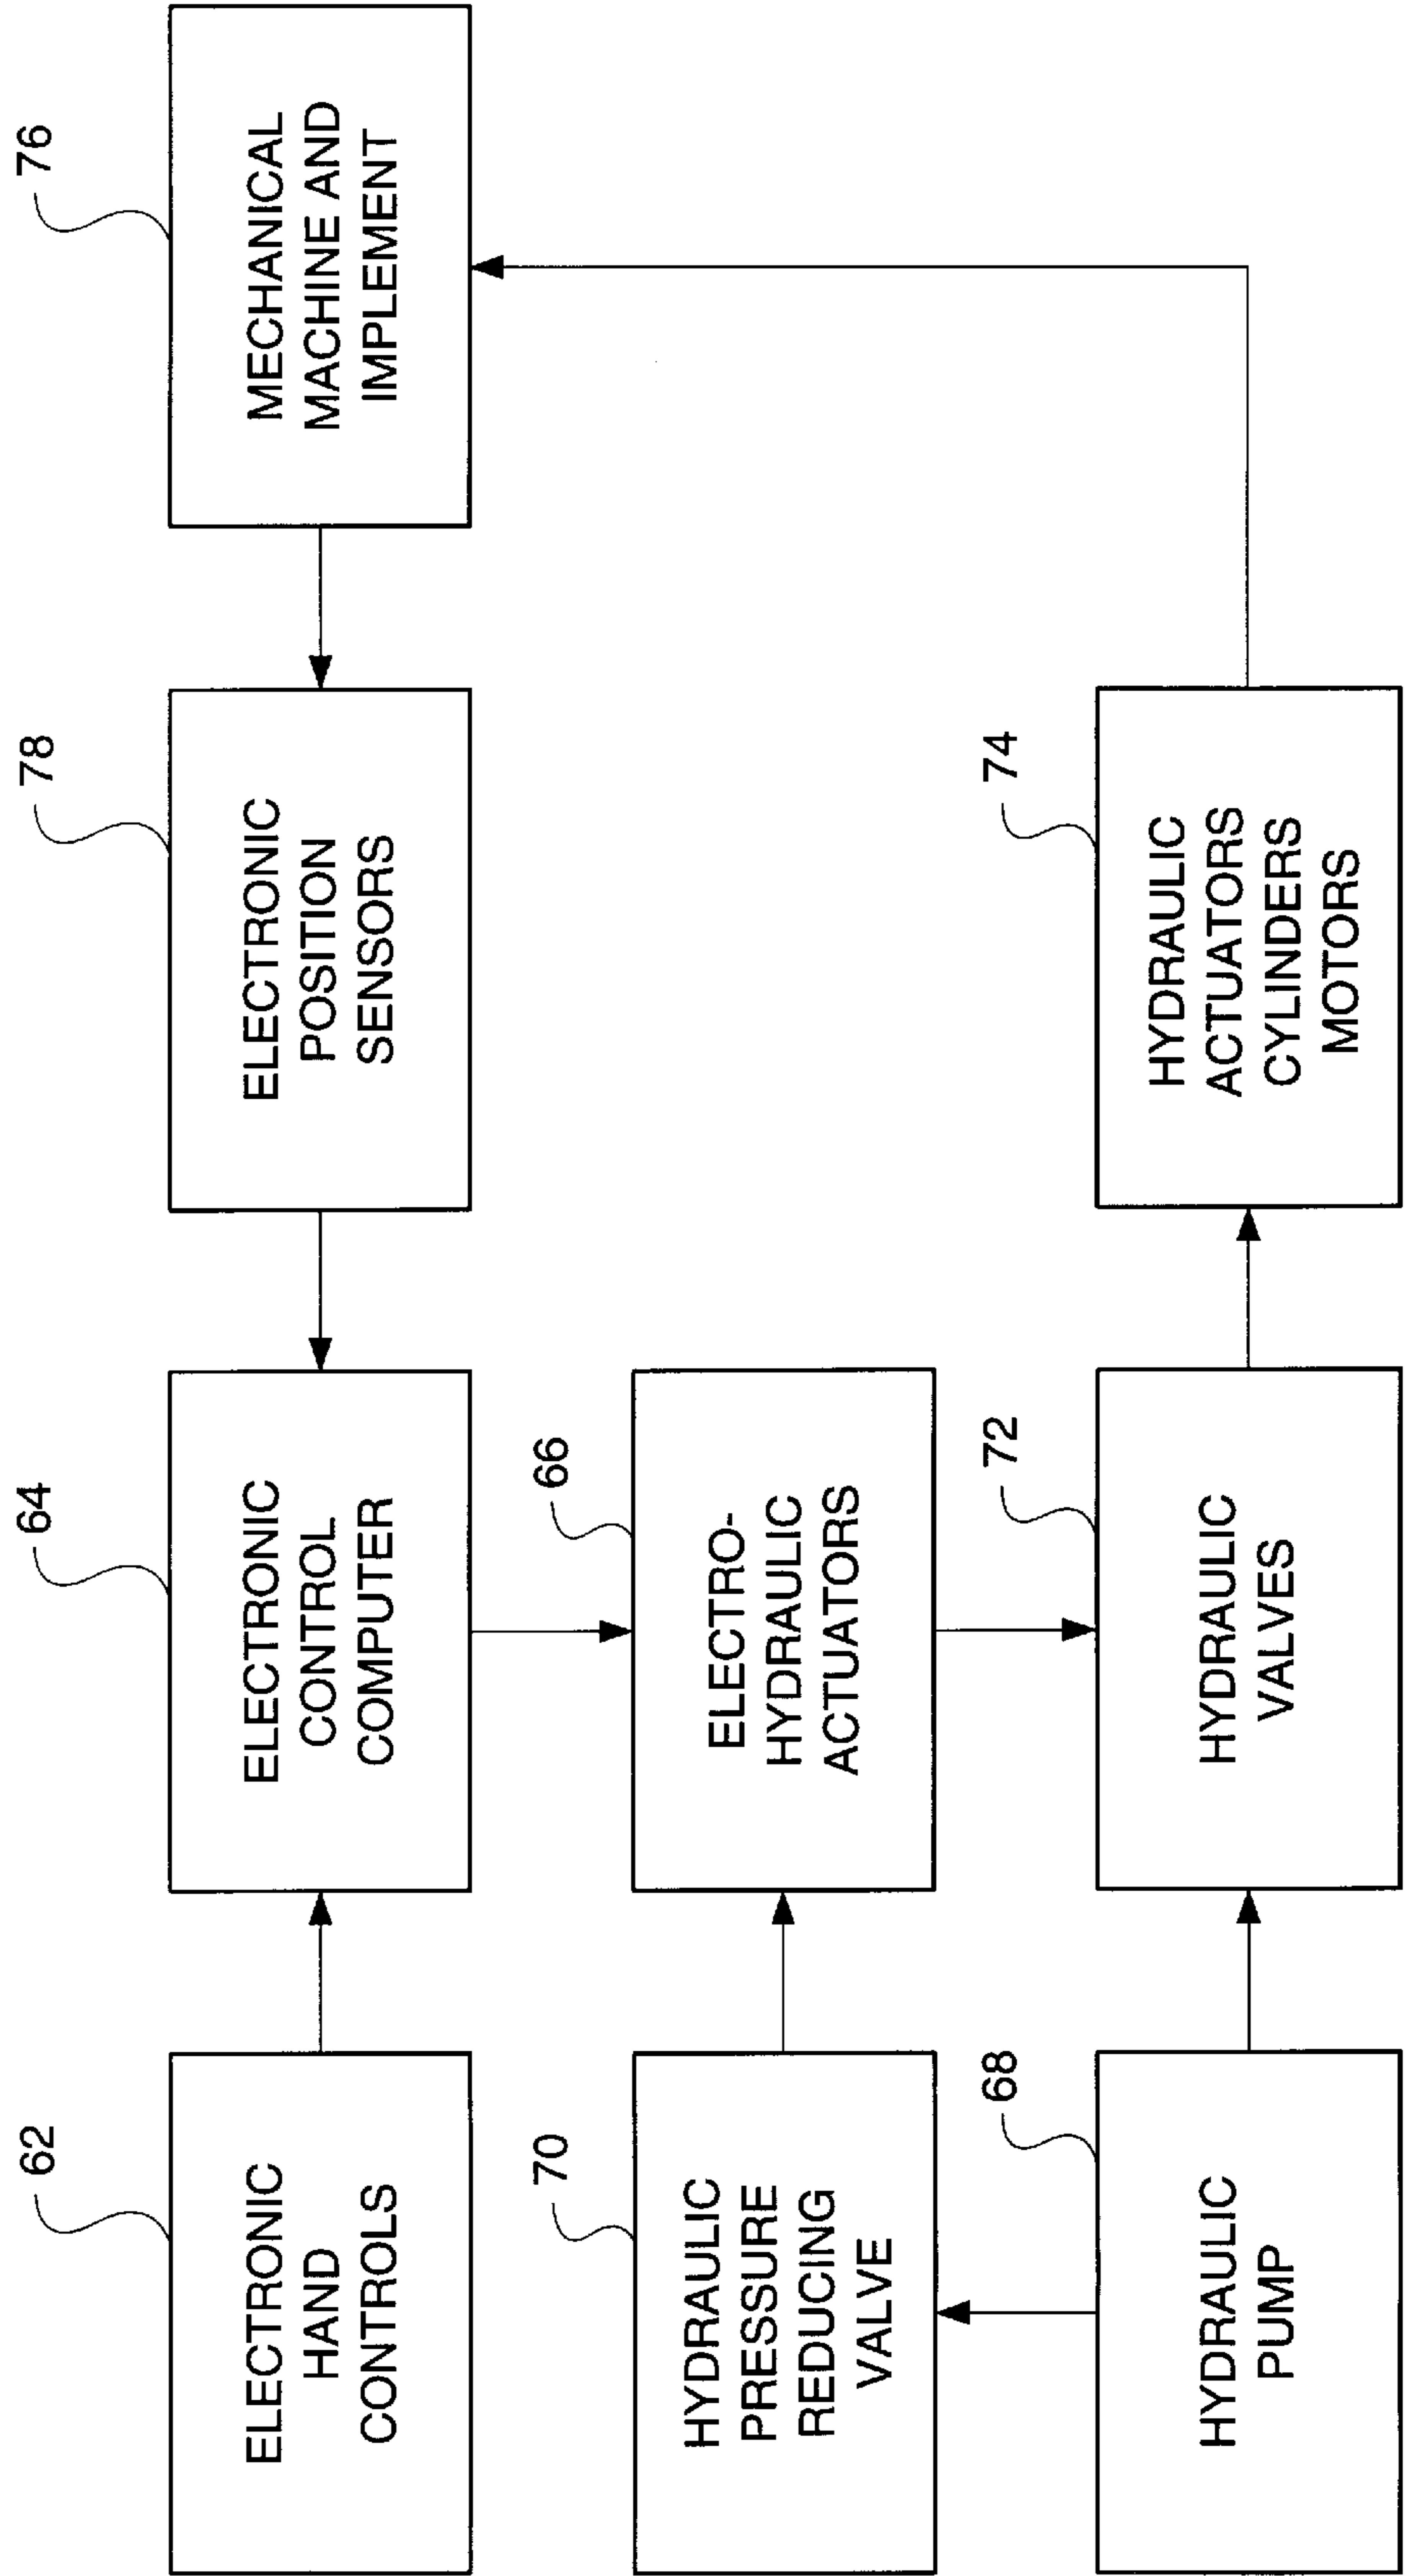 62
ELECTRONIC
HAND
CONTROLS
64
ELECTRONIC
CONTROL
COMPUTER
78
ELECTRONIC
POSITION
SENSORS
76
MECHANICAL
MACHINE AND
IMPLEMENT
70
HYDRAULIC
PRESSURE
REDUCING
VALVE
66
ELECTRO-
HYDRAULIC
ACTUATORS
68
HYDRAULIC
PUMP
72
HYDRAULIC
VALVES
74
HYDRAULIC
ACTUATORS
CYLINDERS
MOTORS